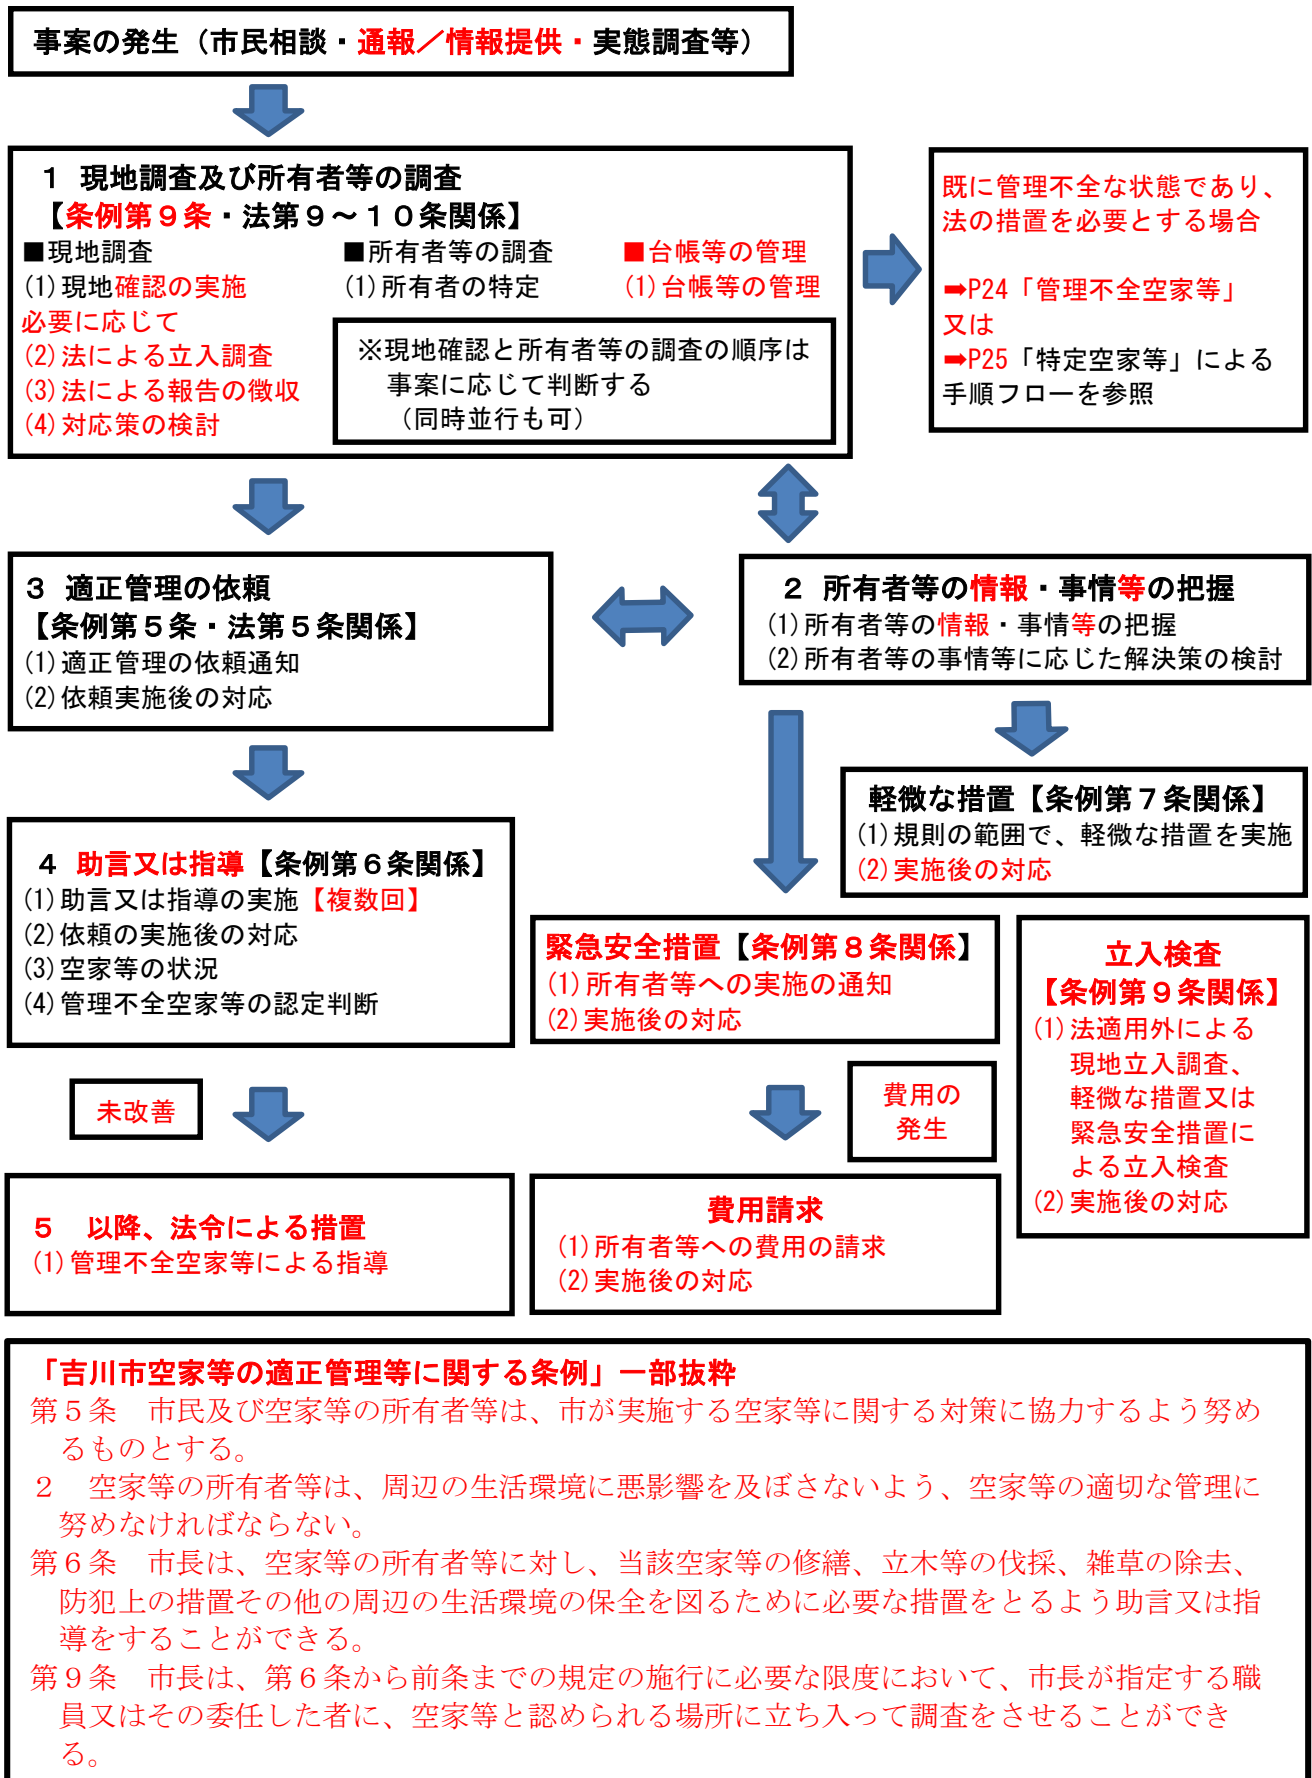 事案の発生（市民相談・通報／情報提供・実態調査等）
１ 現地調査及び所有者等の調査
【条例第９条・法第９～１０条関係】
■現地調査
(1)現地確認の実施
必要に応じて
(2)法による立入調査
(3)法による報告の徴収
(4)対応策の検討
■所有者等の調査
(1)所有者の特定
■台帳等の管理
(1)台帳等の管理
※現地確認と所有者等の調査の順序は
事案に応じて判断する
（同時並行も可）
既に管理不全な状態であり、
法の措置を必要とする場合
➡P24「管理不全空家等」
又は
➡P25「特定空家等」による
手順フローを参照
３ 適正管理の依頼
【条例第５条・法第５条関係】
(1)適正管理の依頼通知
(2)依頼実施後の対応
２ 所有者等の情報・事情等の把握
(1)所有者等の情報・事情等の把握
(2)所有者等の事情等に応じた解決策の検討
軽微な措置【条例第７条関係】
(1)規則の範囲で、軽微な措置を実施
(2)実施後の対応
４ 助言又は指導【条例第６条関係】
(1)助言又は指導の実施【複数回】
(2)依頼の実施後の対応
(3)空家等の状況
(4)管理不全空家等の認定判断
緊急安全措置【条例第８条関係】
(1)所有者等への実施の通知
(2)実施後の対応
立入検査
【条例第９条関係】
(1)法適用外による
現地立入調査、
軽微な措置又は
緊急安全措置に
よる立入検査
(2)実施後の対応
未改善
費用の
発生
５ 以降、法令による措置
(1)管理不全空家等による指導
費用請求
(1)所有者等への費用の請求
(2)実施後の対応
「吉川市空家等の適正管理等に関する条例」一部抜粋
第５条　市民及び空家等の所有者等は、市が実施する空家等に関する対策に協力するよう努め
るものとする。
２　空家等の所有者等は、周辺の生活環境に悪影響を及ぼさないよう、空家等の適切な管理に
努めなければならない。
第６条　市長は、空家等の所有者等に対し、当該空家等の修繕、立木等の伐採、雑草の除去、
防犯上の措置その他の周辺の生活環境の保全を図るために必要な措置をとるよう助言又は指
導をすることができる。
第９条　市長は、第６条から前条までの規定の施行に必要な限度において、市長が指定する職
員又はその委任した者に、空家等と認められる場所に立ち入って調査をさせることができ
る。